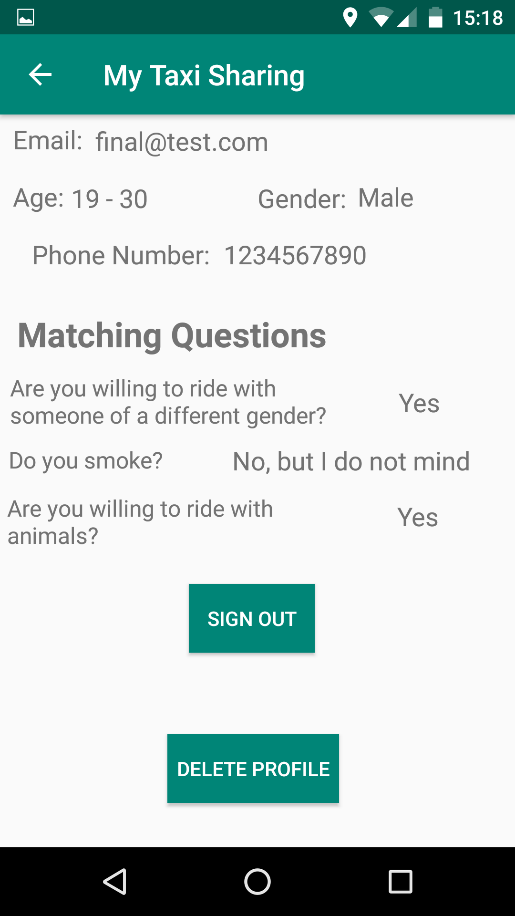 15:18
My Taxi Sharing
Email: final@test.com
Age: 19 - 30 Gender: Male
Phone Number: 1234567890
Matching Questions
Are you willing to ride with
someone of a different gender? Yes
Do you smoke? No, but I do not mind
Are you willing to ride with
animals? Yes
SIGN OUT
DELETE PROFILE